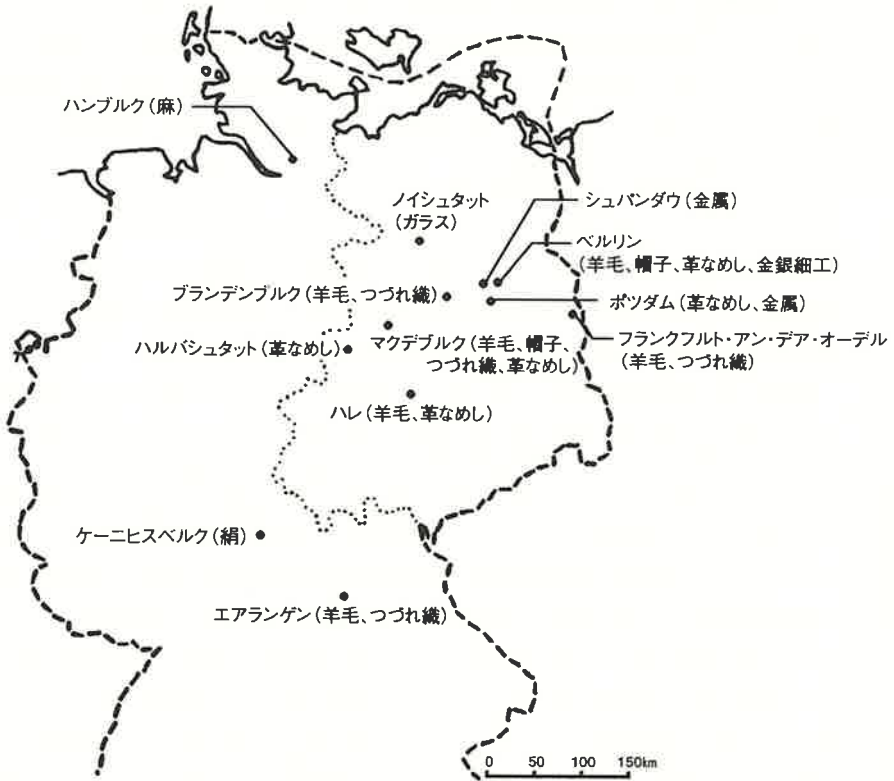 ハンブルク(麻)
ノイシュタット
(ガラス)
シュパンダウ(金属)
ベルリン
(羊毛、帽子、革なめし、金銀細工)
ブランデンブルク(羊毛、つづれ織)
ポツダム(革なめし、金属)
ハルバシュタット(革なめし)
マクデブルク(羊毛、帽子、
つづれ織、革なめし)
フランクフルト・アン・デア・オーデル
(羊毛、つづれ織)
ハレ(羊毛、革なめし)
ケーニヒスベルク(絹)
エアランゲン(羊毛、つづれ織)
0 50 100 150km